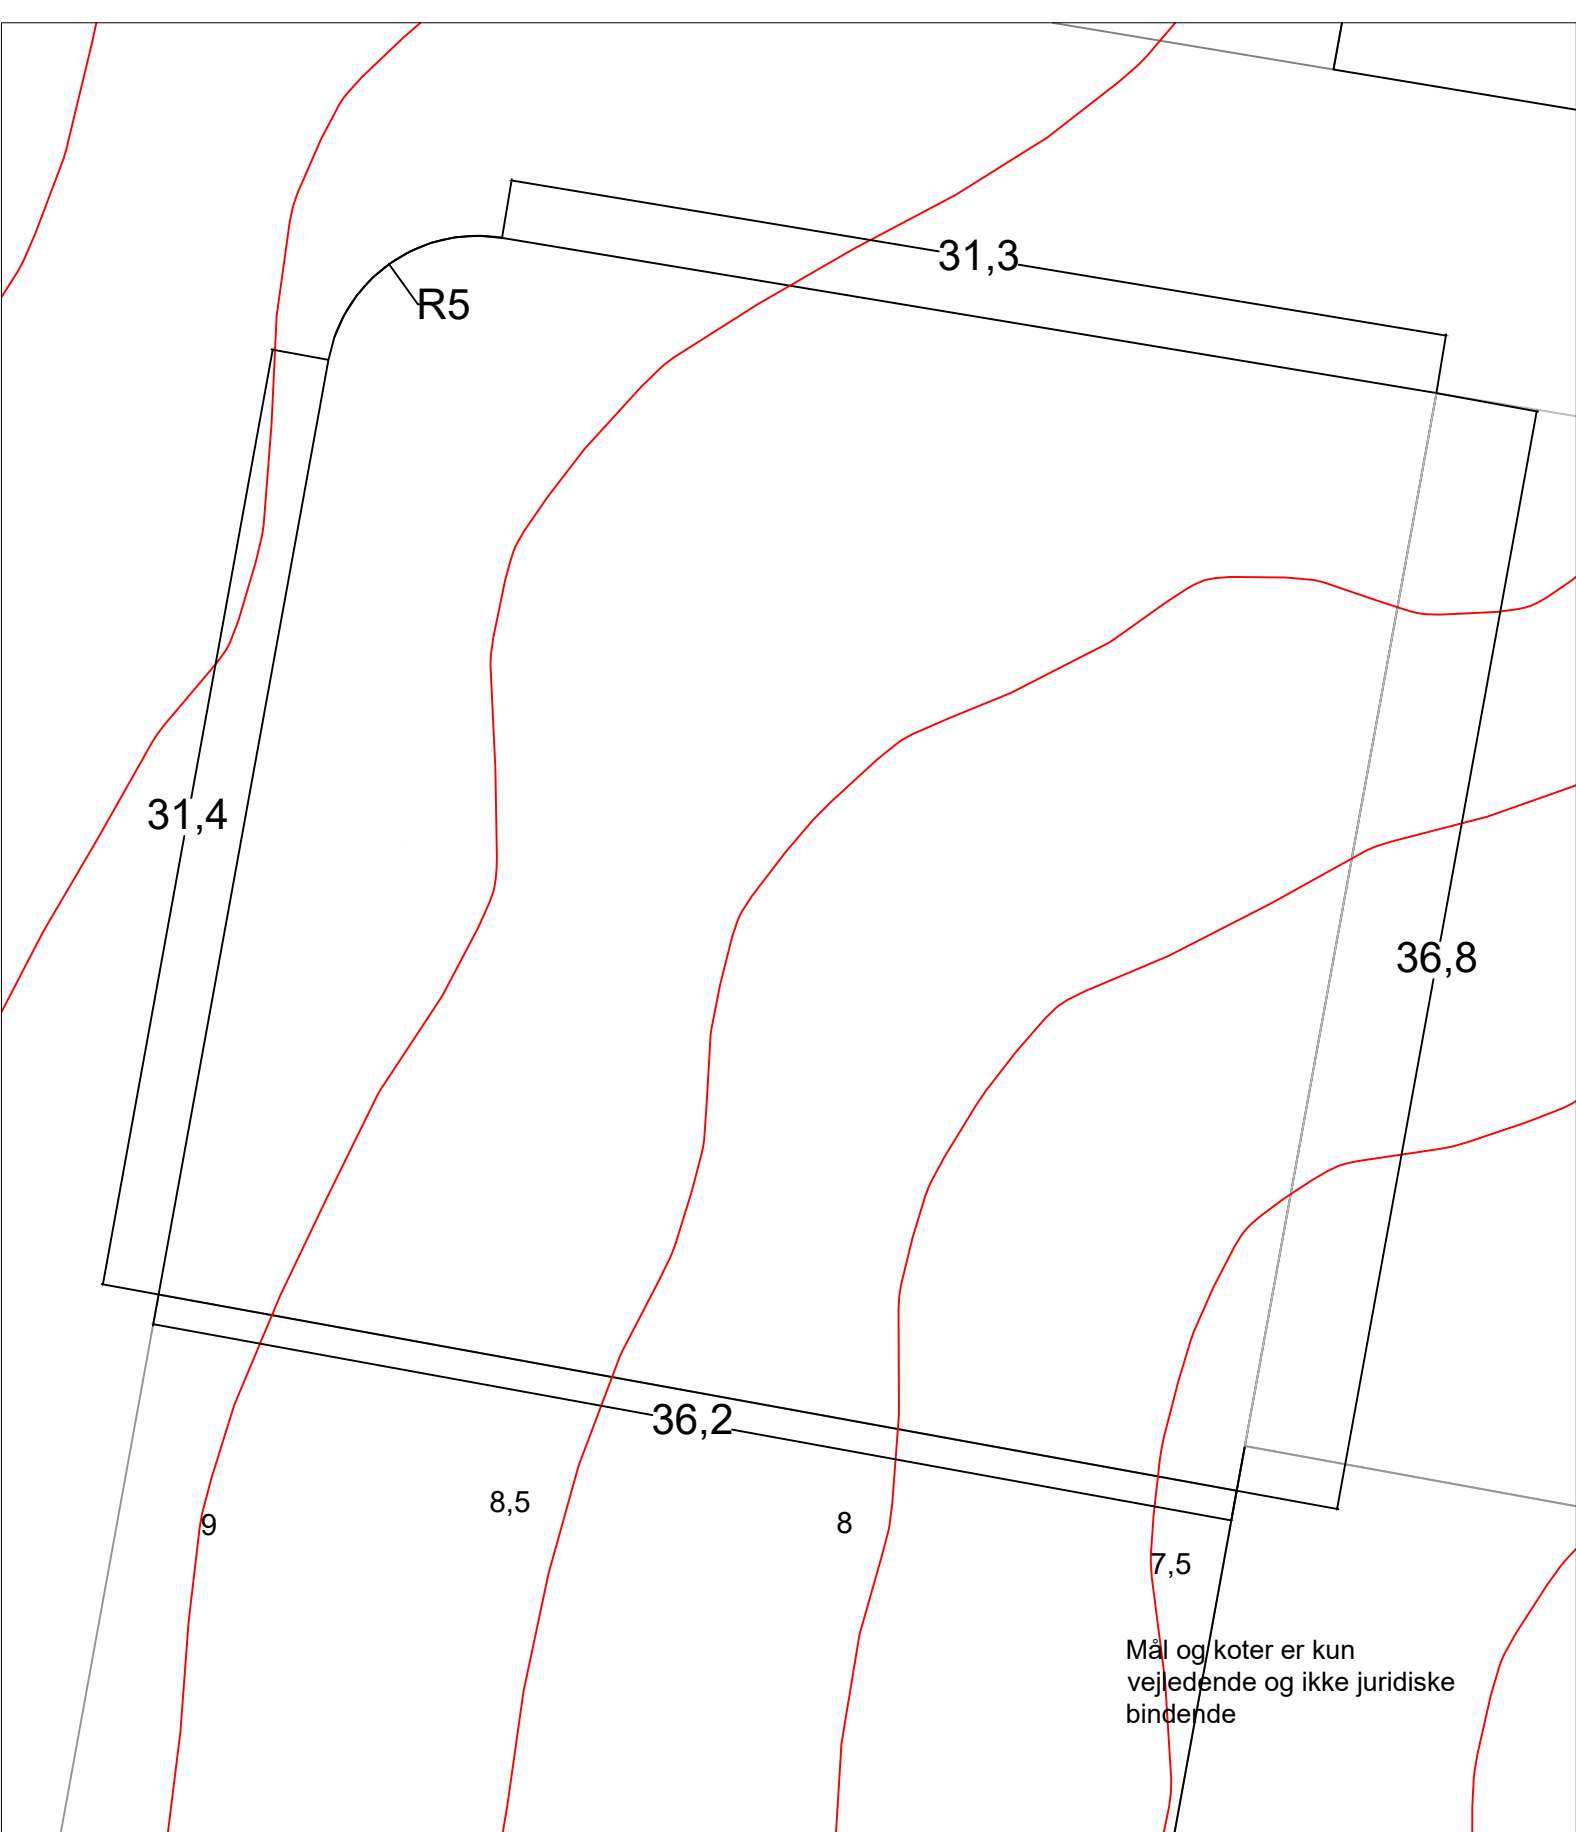 31,3
R5
31,4
36,8
36,2
8,5
9
8
7,5
Mål og koter er kun
vejledende og ikke juridiske
bindende